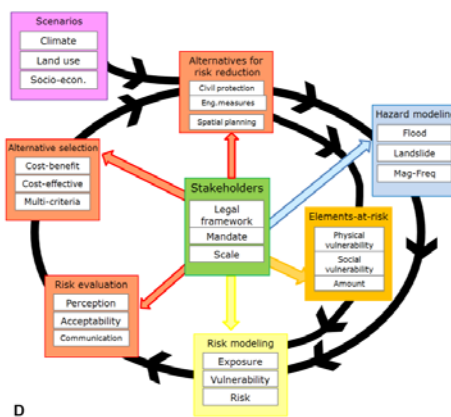 Scenarios
Climate
Land use
Socio-econ.
Alternatives for
risk reduction
Civil protection
Eng.measures
Spatial planning
Hazard modeling
Flood
Landslide
Mag-Freq
Alternative selection
Cost-benefit
Cost-effective
Multi-criteria
Stakeholders
Legal
framework
Mandate
Scale
Elements-at-risk
Physical
vulnerability
Social
vulnerability
Amount
Risk evaluation
Perception
Acceptability
Communication
Risk modeling
Exposure
Vulnerability
Risk
D